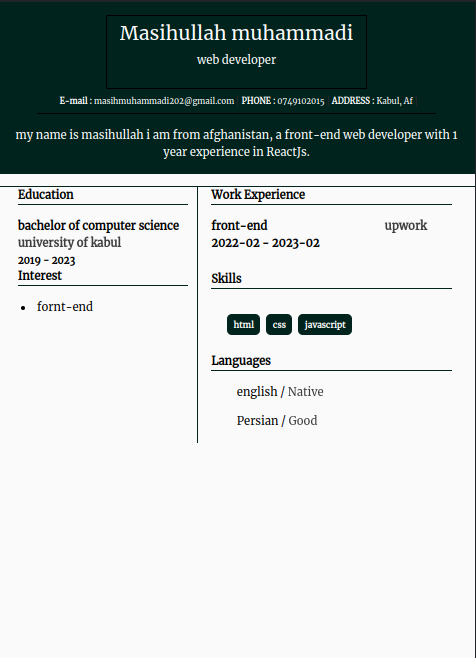 Masihullah muhammadi
web developer
E-mail : masihmuhammadi202@gmail.com PHONE : 0749102015 ADDRESS : Kabul, Af
my name is masihullah i am from afghanistan, a front-end web developer with 1
year experience in ReactJs.
Education
bachelor of computer science
university of kabul
2019 - 2023
Interest
fornt-end
Work Experience
front-end upwork
2022-02 - 2023-02
Skills
html css javascript
Languages
english / Native
Persian / Good